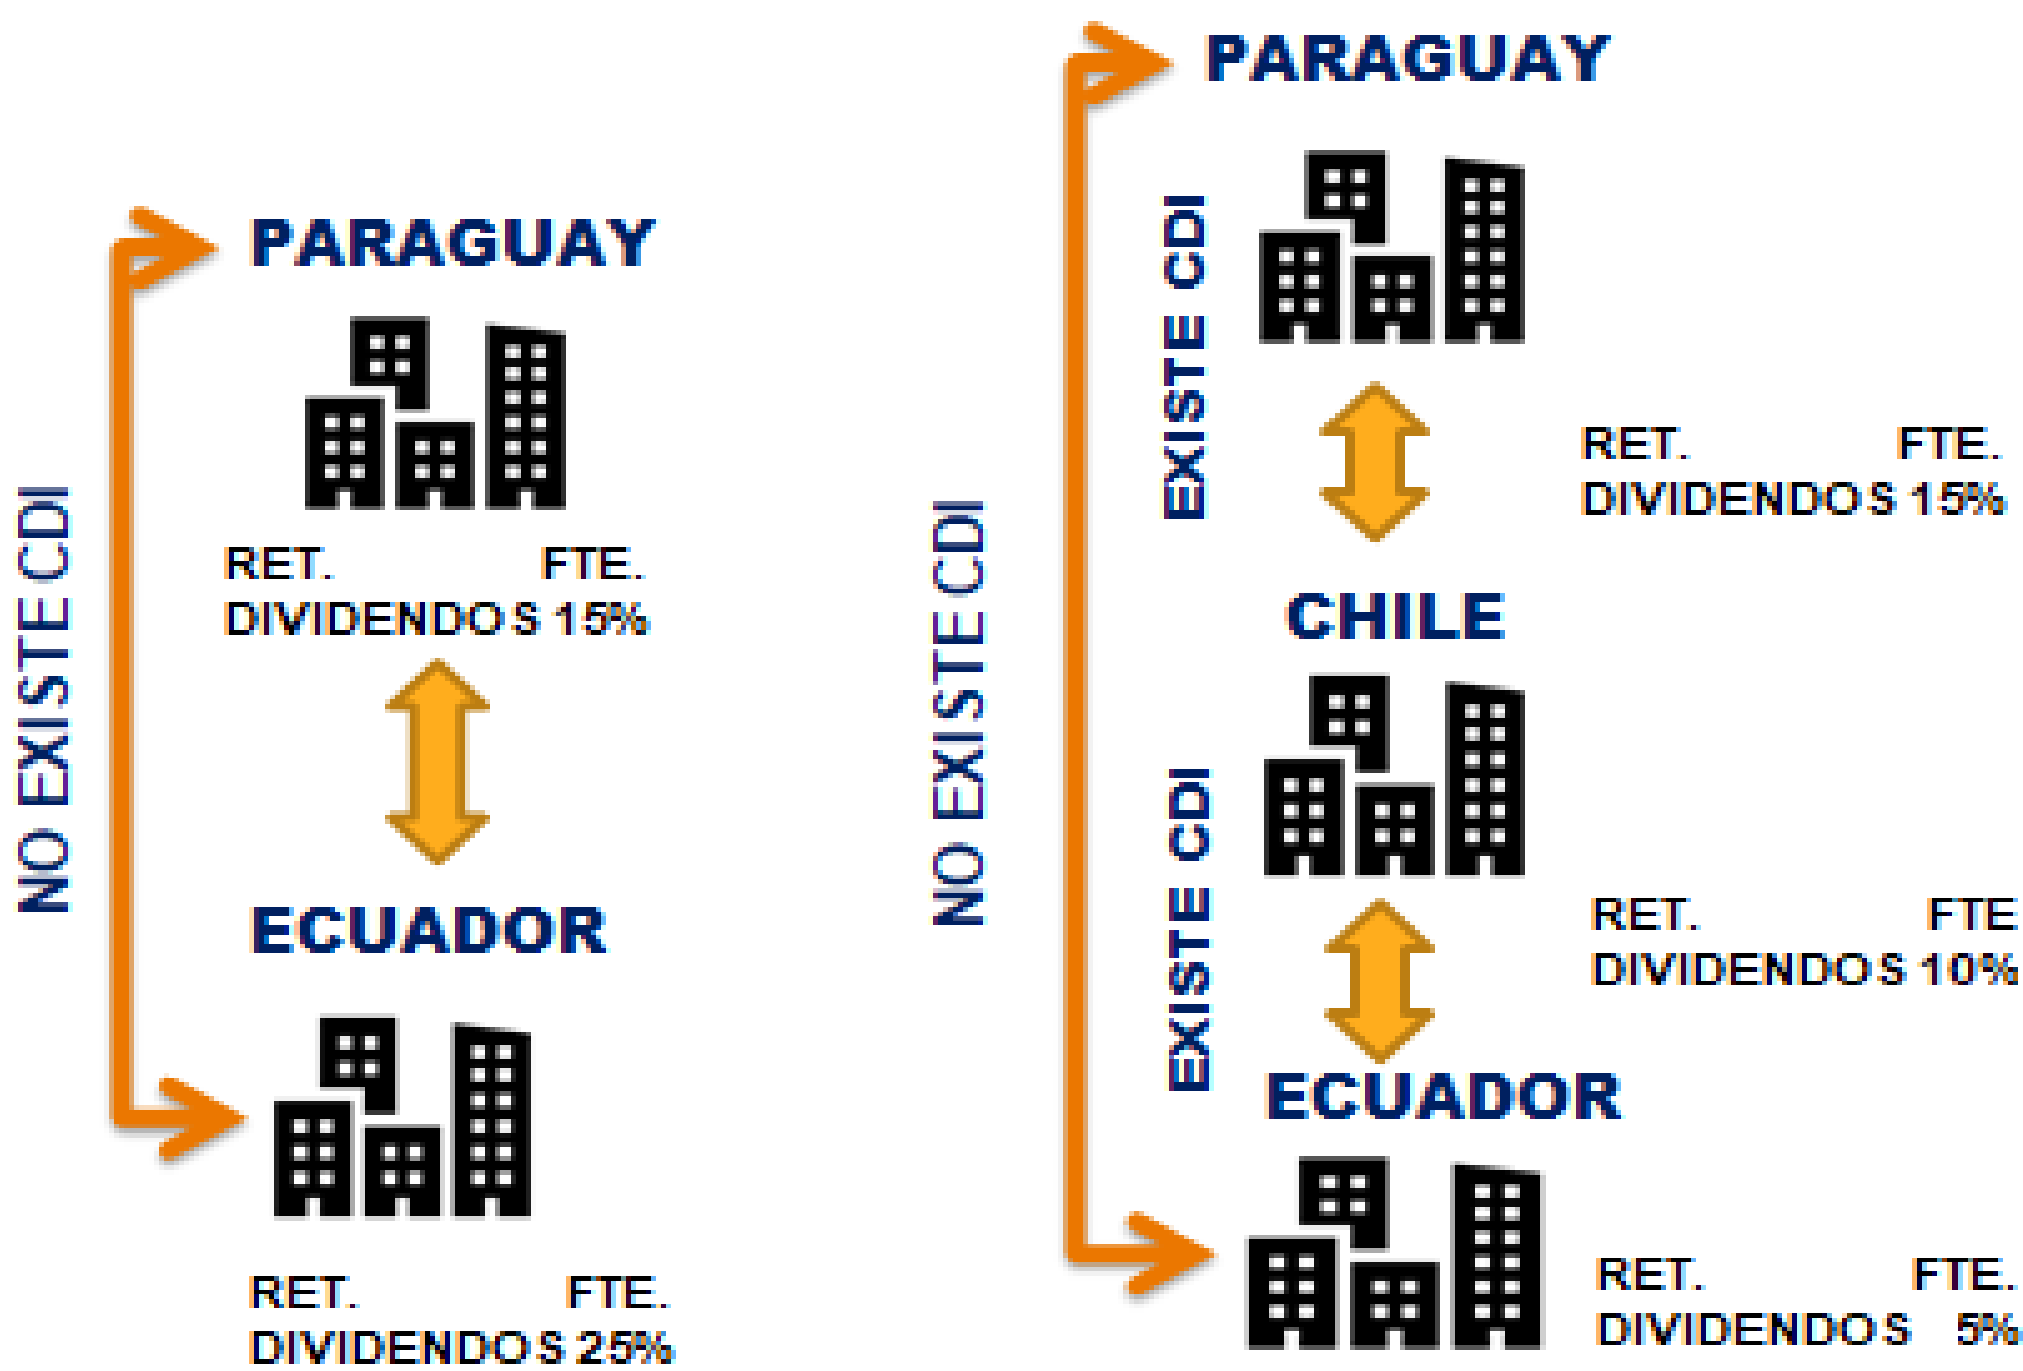 PARAGUAY
NO EXISTE CDI
RET. FTE.
DIVIDENDOS 15%
ECUADOR
RET. FTE.
DIVIDENDOS 25%
PARAGUAY
NO EXISTE CDI
EXISTE CDI
RET. FTE.
DIVIDENDOS 15%
CHILE
EXISTE CDI
RET. FTE
DIVIDENDOS 10%
ECUADOR
RET. FTE.
DIVIDENDOS 5%